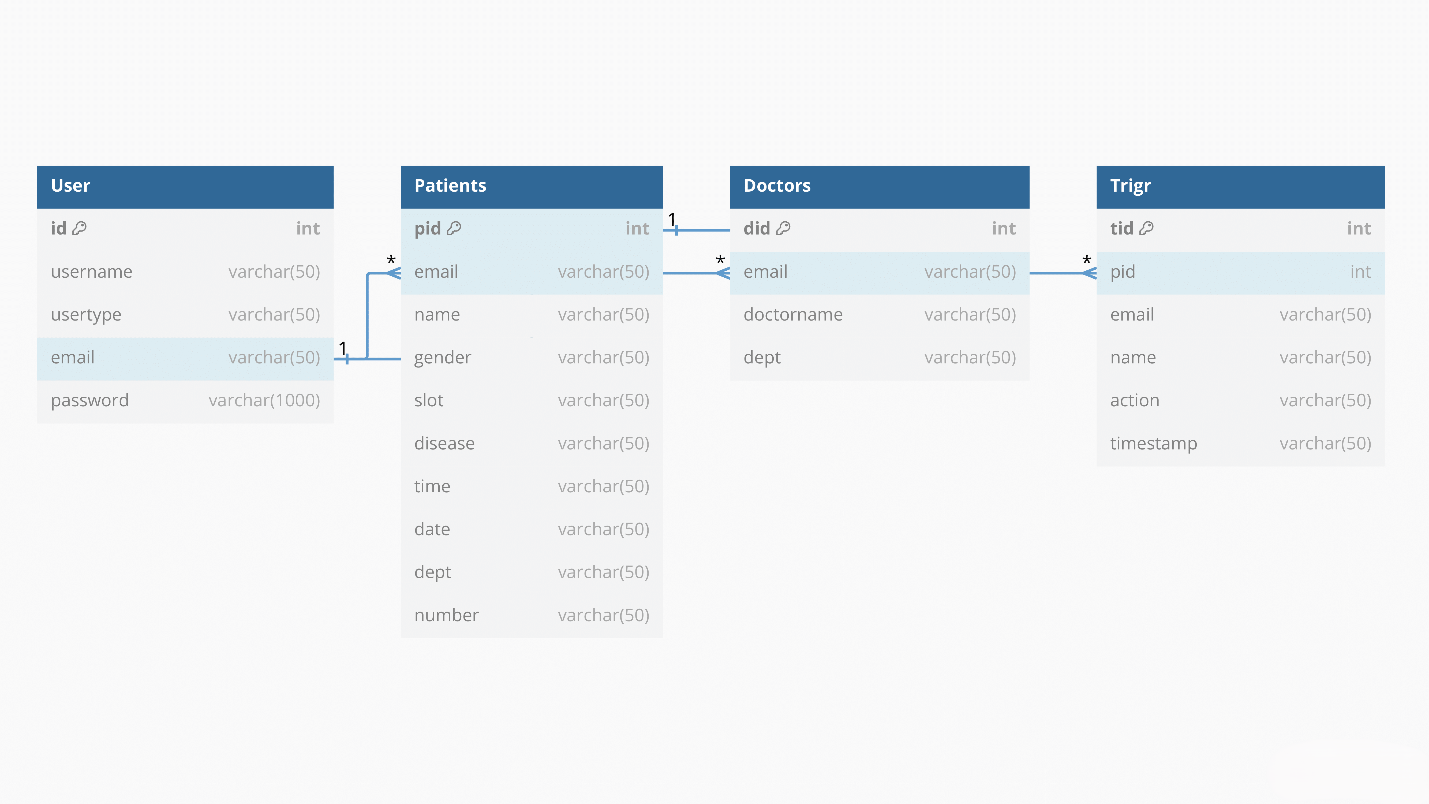 User
id int
username varchar(50)
usertype varchar(50)
email varchar(50)
password varchar(1000)
1
*
Patients
pid int
email varchar(50)
name varchar(50)
gender varchar(50)
slot varchar(50)
disease varchar(50)
time varchar(50)
date varchar(50)
dept varchar(50)
number varchar(50)
1
*
Doctors
did int
email varchar(50)
doctorname varchar(50)
dept varchar(50)
*
Trigr
tid int
pid int
email varchar(50)
name varchar(50)
action varchar(50)
timestamp varchar(50)